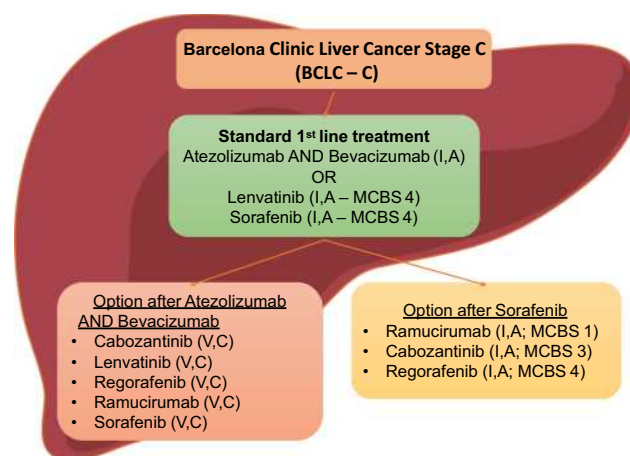 Barcelona Clinic Liver Cancer Stage C
(BCLC – C)
Standard 1st line treatment
Atezolizumab AND Bevacizumab (I,A)
OR
Lenvatinib (I,A – MCBS 4)
Sorafenib (I,A – MCBS 4)
Option after Atezolizumab
AND Bevacizumab
• Cabozantinib (V,C)
• Lenvatinib (V,C)
• Regorafenib (V,C)
• Ramucirumab (V,C)
• Sorafenib (V,C)
Option after Sorafenib
• Ramucirumab (I,A; MCBS 1)
• Cabozantinib (I,A; MCBS 3)
• Regorafenib (I,A; MCBS 4)